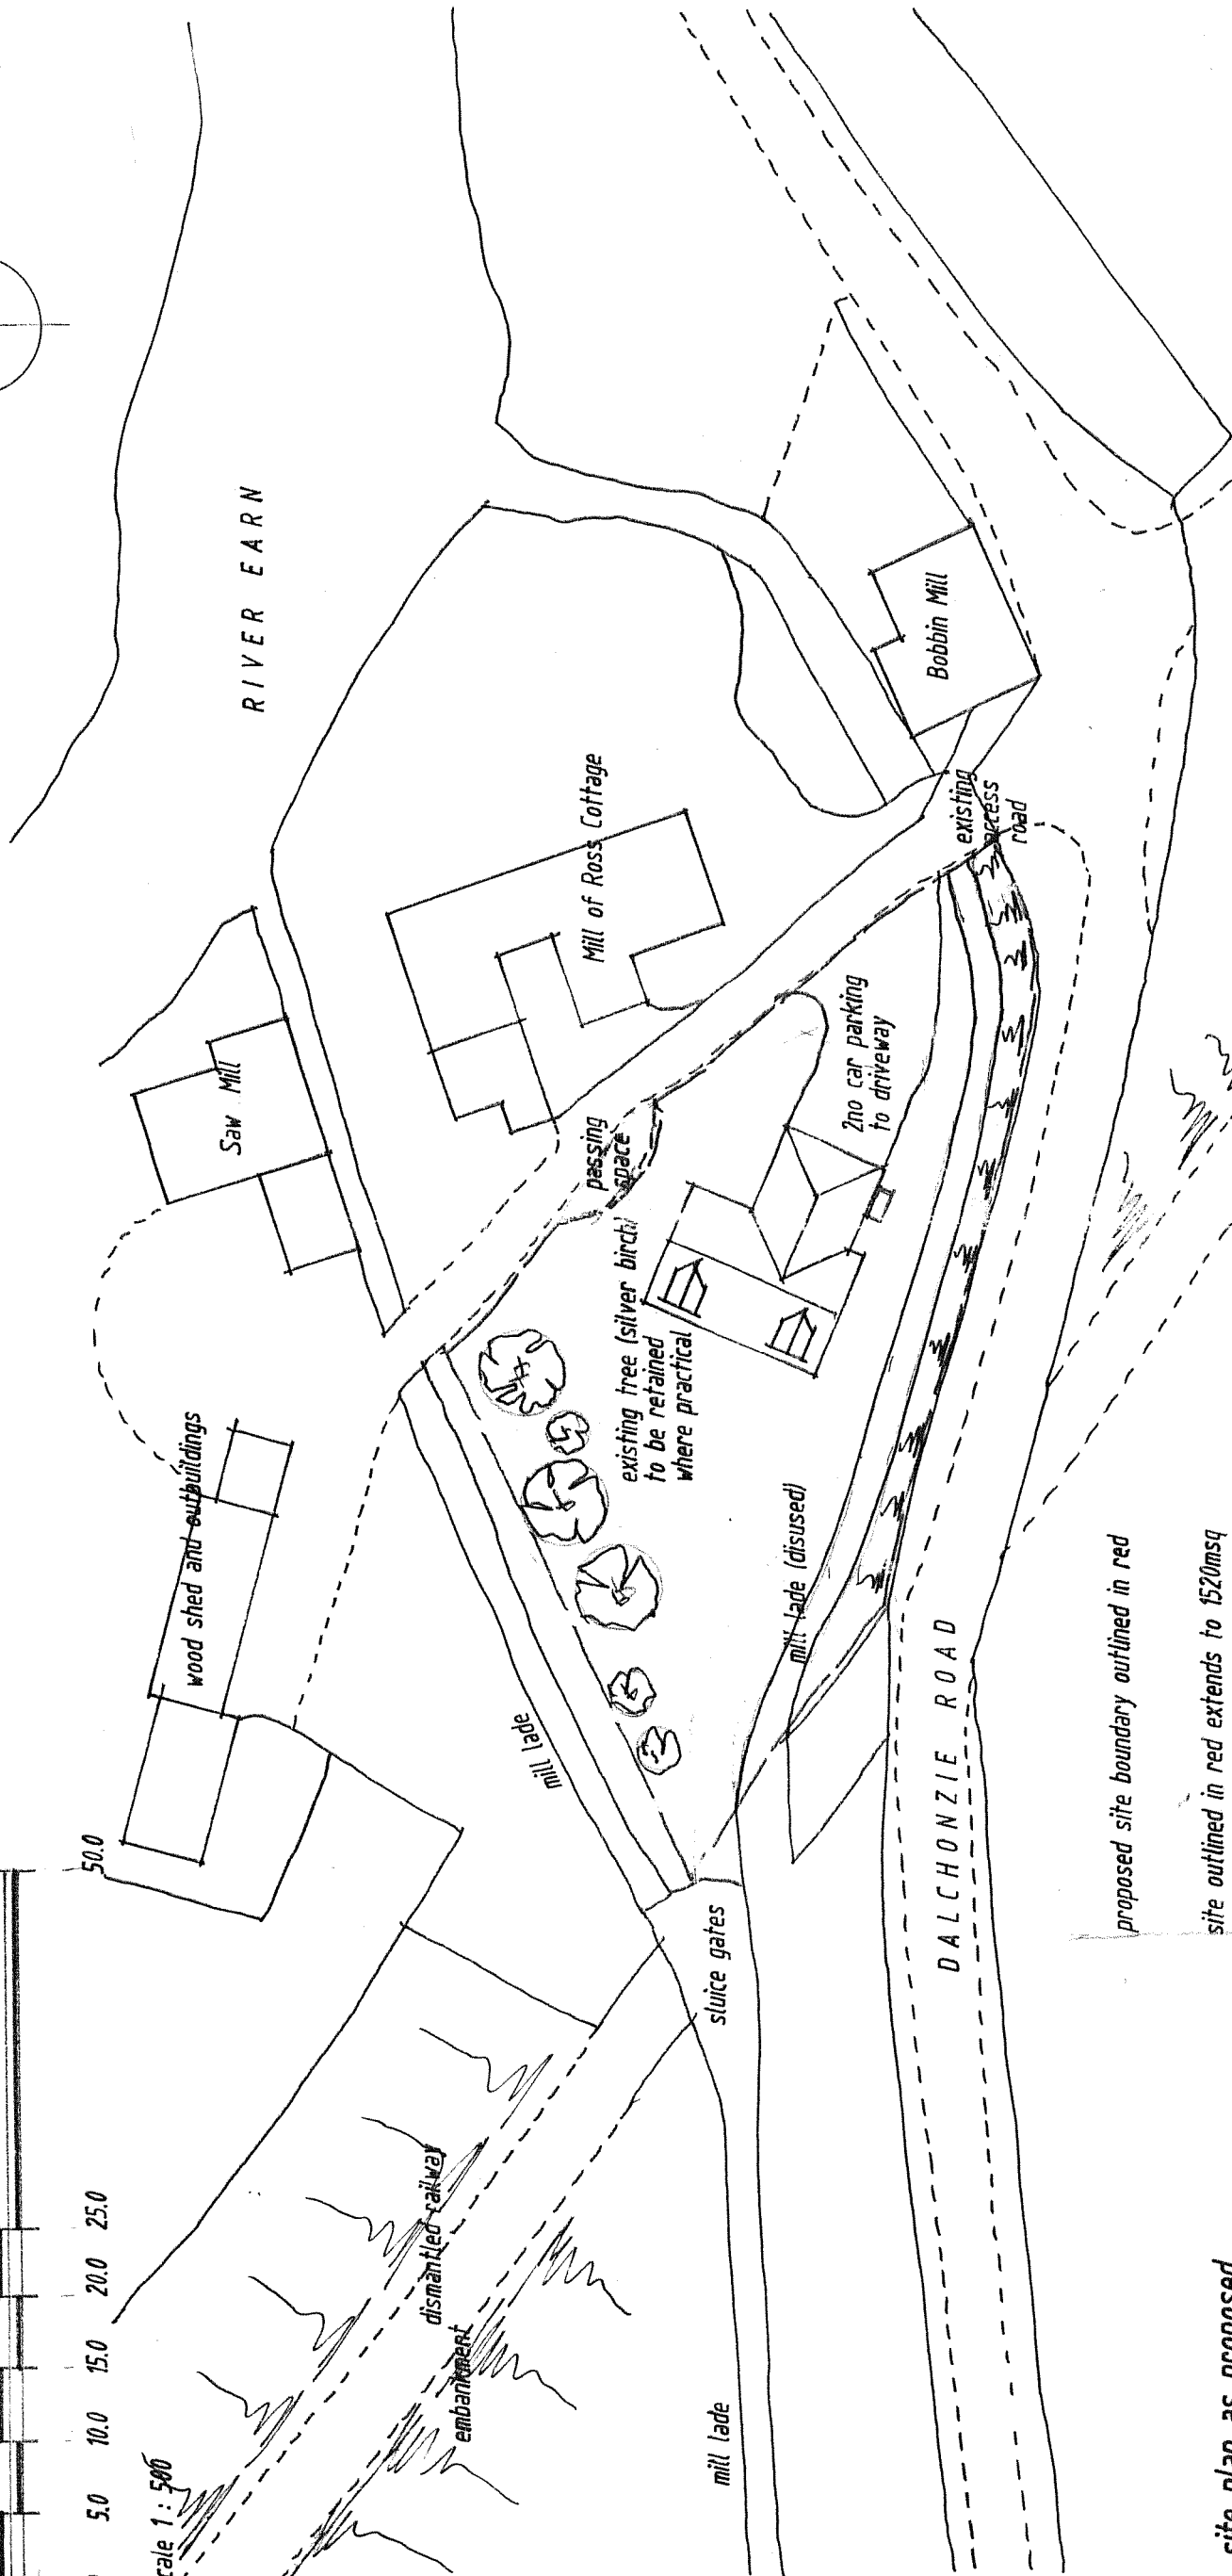 5.0 10.0 15.0 20.0 25.0 50.0
scale 1 : 500
RIVER EARN
wood shed and outbuildings
Saw Mill
Mill of Ross Cottage
passing
space
existing tree (silver birch)
to be retained
where practical
mill lade
dismantled railway
embankment
sluice gates
mill lade
mill lade (disused)
2no car parking
to driveway
Bobbin Mill
existing
access
road
DALCHONZIE ROAD
proposed site boundary outlined in red
site outlined in red extends to 1520msq
site plan as proposed